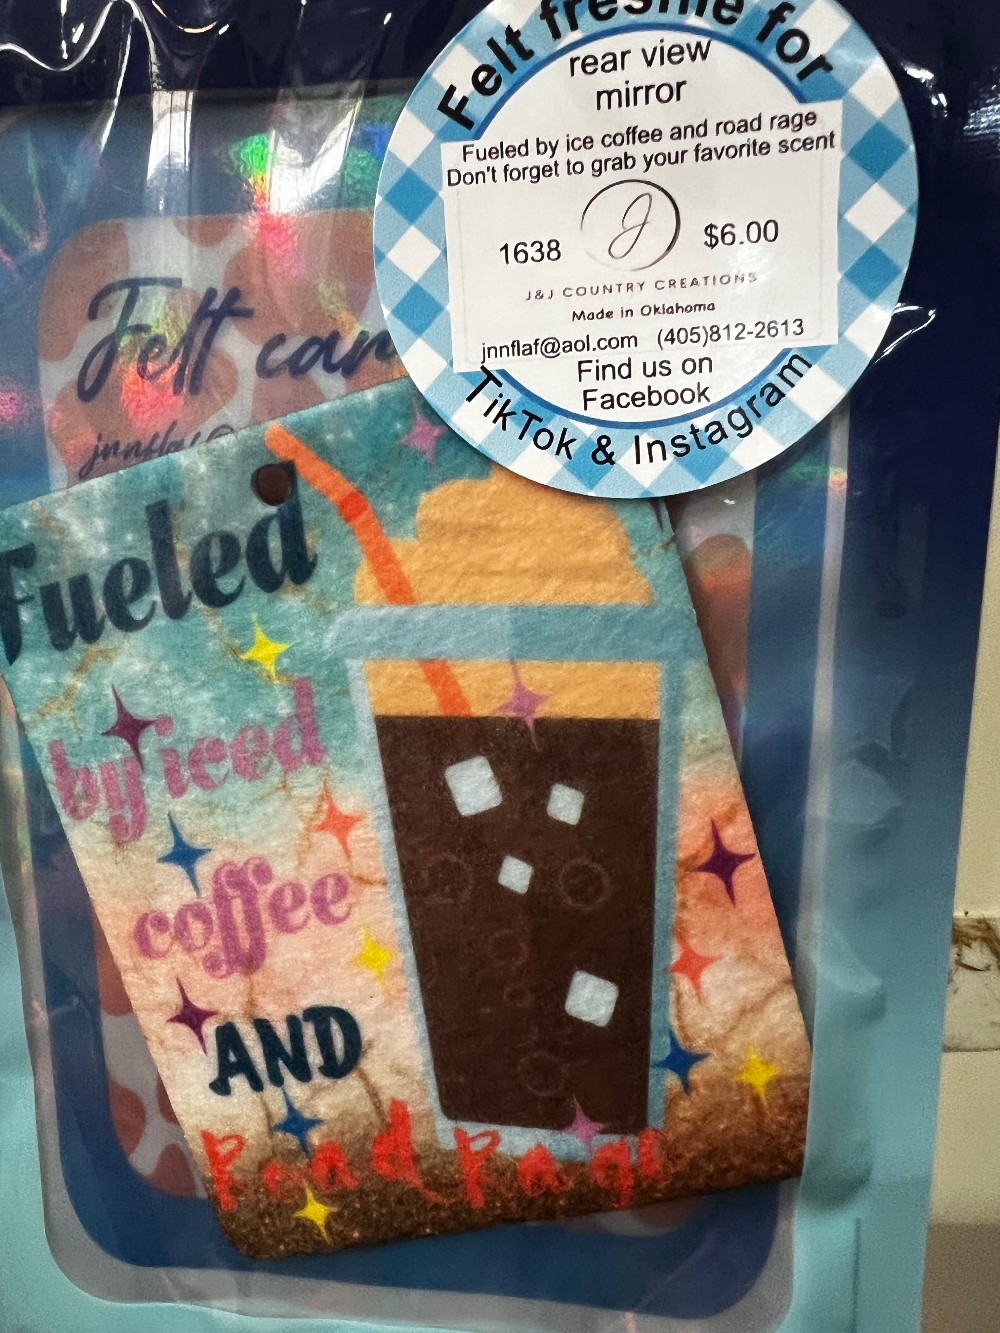 Felt freshie for
rear view
mirror
Fueled by ice coffee and road rage
Don't forget to grab your favorite scent
1638
J
$6.00
J&J COUNTRY CREATIONS
Made in Oklahoma
jnnflaf@aol.com (405)812-2613
Find us on
Facebook
TikTok & Instagram
Felt
jnnflaf@
Fueled
by iced
coffee
AND
Road Rage